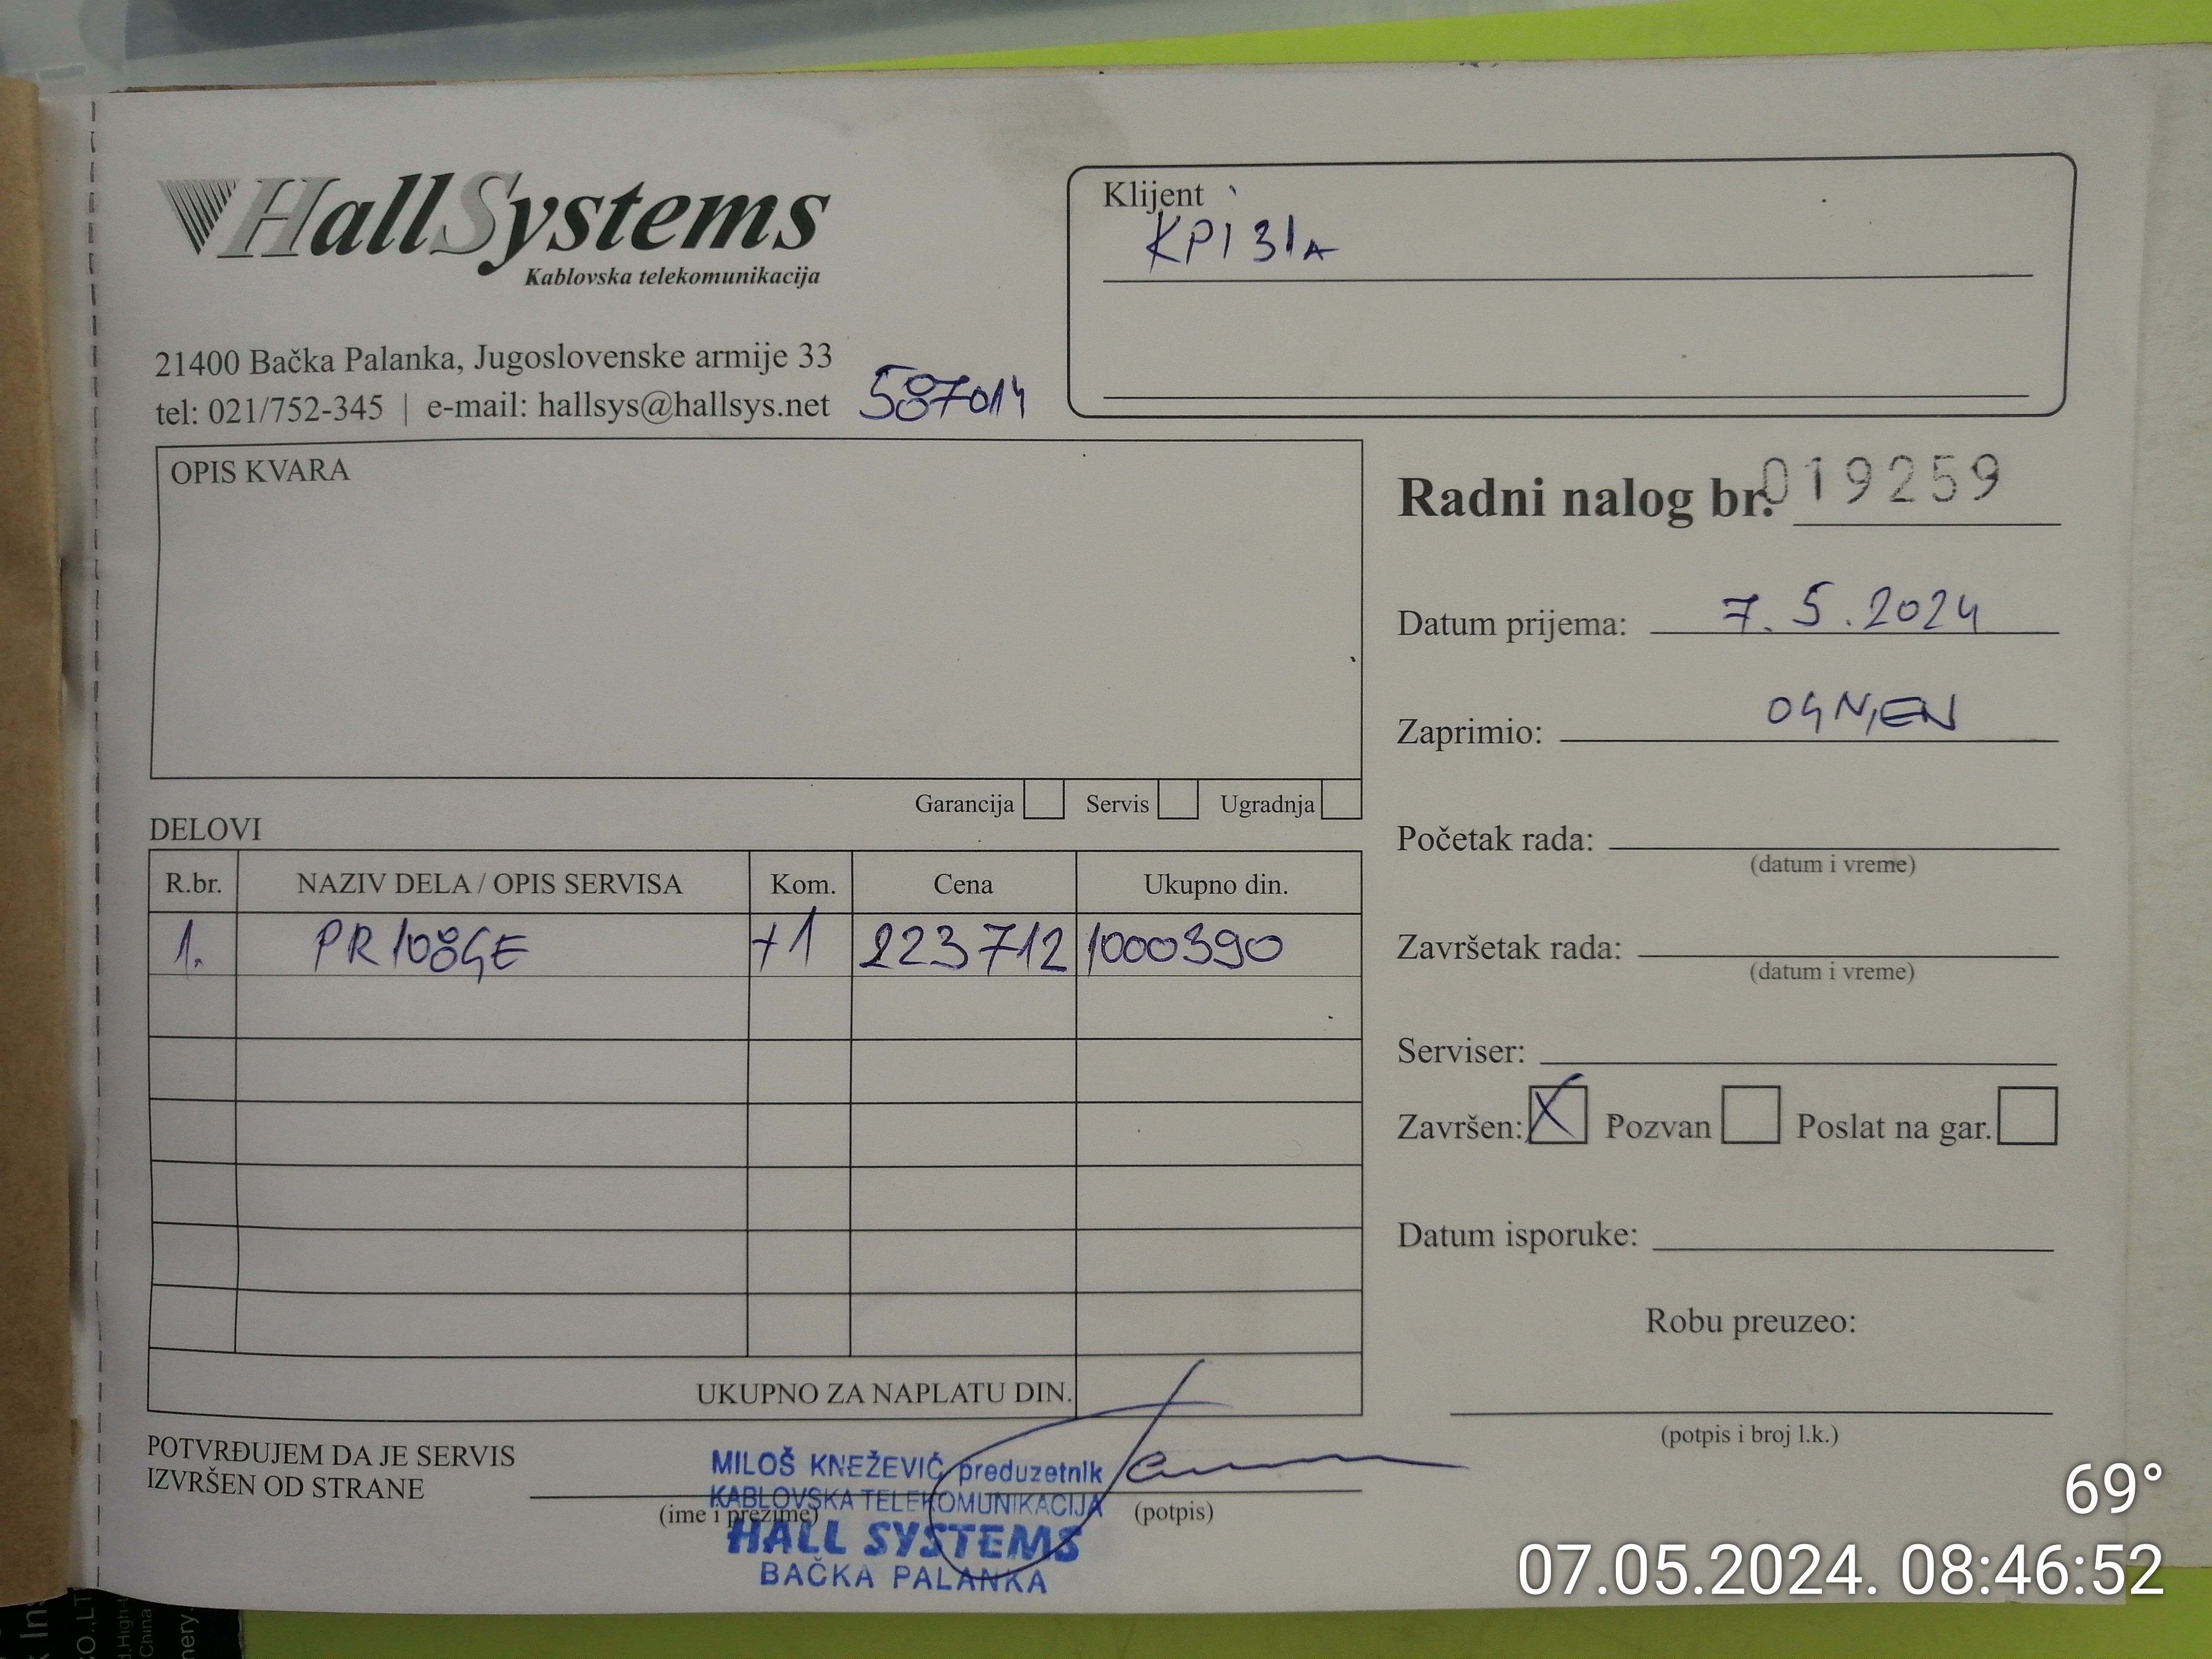 HallSystems
Kablovska telekomunikacija
21400 Bačka Palanka, Jugoslovenske armije 33
tel: 021/752-345 | e-mail: hallsys@hallsys.net
587014
Klijent
KPI 31A
OPIS KVARA
Garancija Servis Ugradnja
Radni nalog br. 019259
Datum prijema: 7.5.2024
Zaprimio: OGNJEN
Početak rada:
(datum i vreme)
Završetak rada:
(datum i vreme)
Serviser:
Završen: X Pozvan Poslat na gar.
Datum isporuke:
Robu preuzeo:
(potpis i broj l.k.)
DELOVI
R.br. NAZIV DELA / OPIS SERVISA Kom. Cena Ukupno din.
1. PR108GE +1 223712 1000390
UKUPNO ZA NAPLATU DIN.
POTVRĐUJEM DA JE SERVIS
IZVRŠEN OD STRANE
(ime i prezime) (potpis)
MILOŠ KNEŽEVIĆ preduzetnik
KABLOVSKA TELEKOMUNIKACIJA
HALL SYSTEMS
BAČKA PALANKA
69°
07.05.2024. 08:46:52